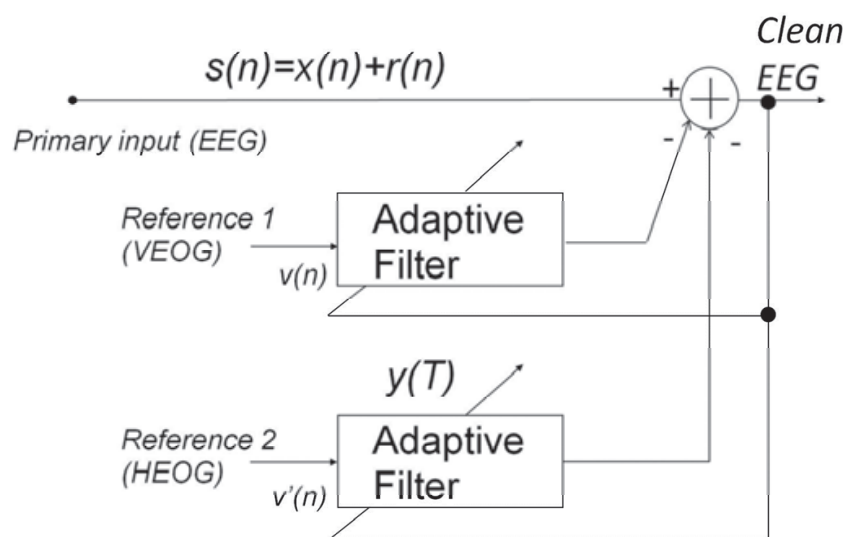 Clean
EEG
s(n)=x(n)+r(n)
+
Primary input (EEG)
-
-
Reference 1
(VEOG)
v(n)
Adaptive
Filter
y(T)
Reference 2
(HEOG)
v'(n)
Adaptive
Filter